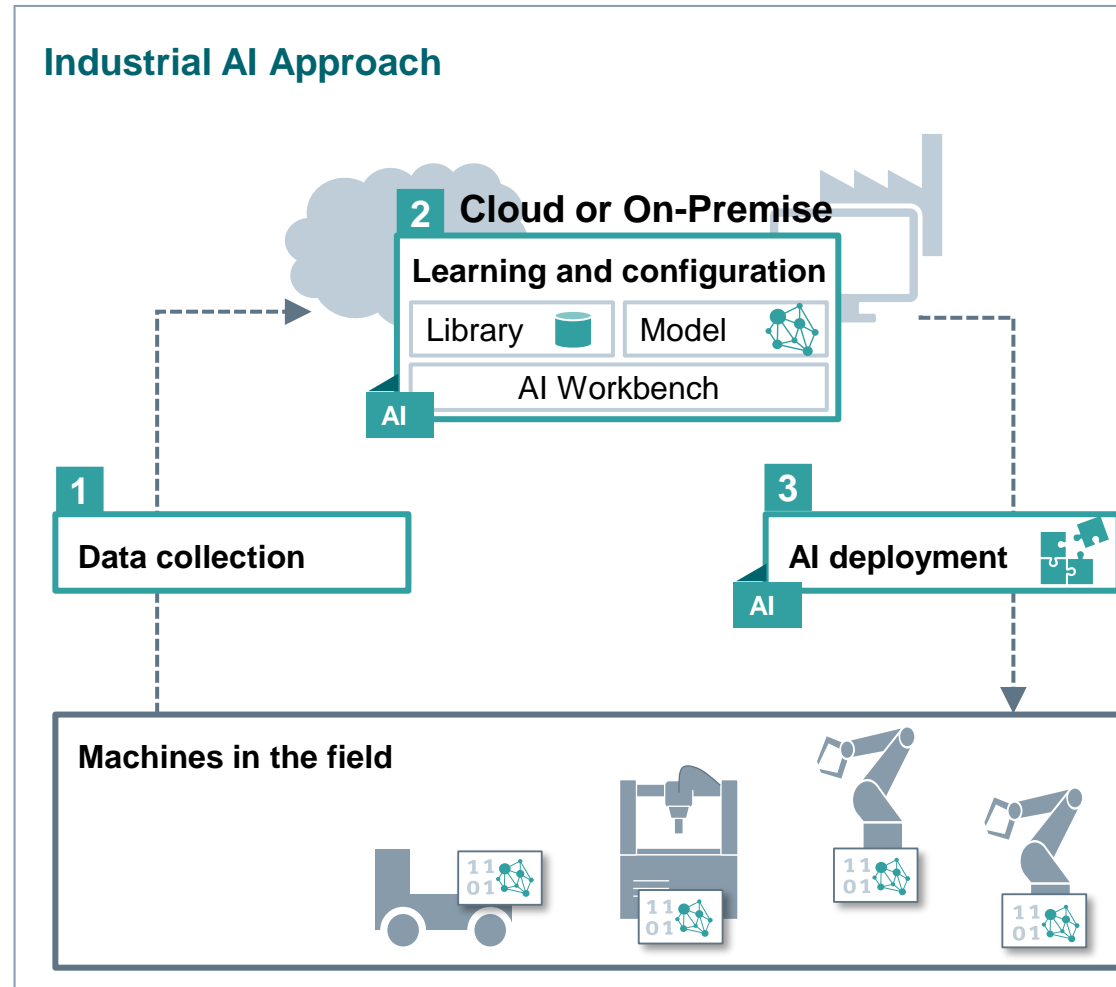 Industrial AI Approach
2 Cloud or On-Premise
Learning and configuration
Library
Model
AI Workbench
AI
1
Data collection
3
AI deployment
AI
Machines in the field
11
01
11
01
11
01
11
01